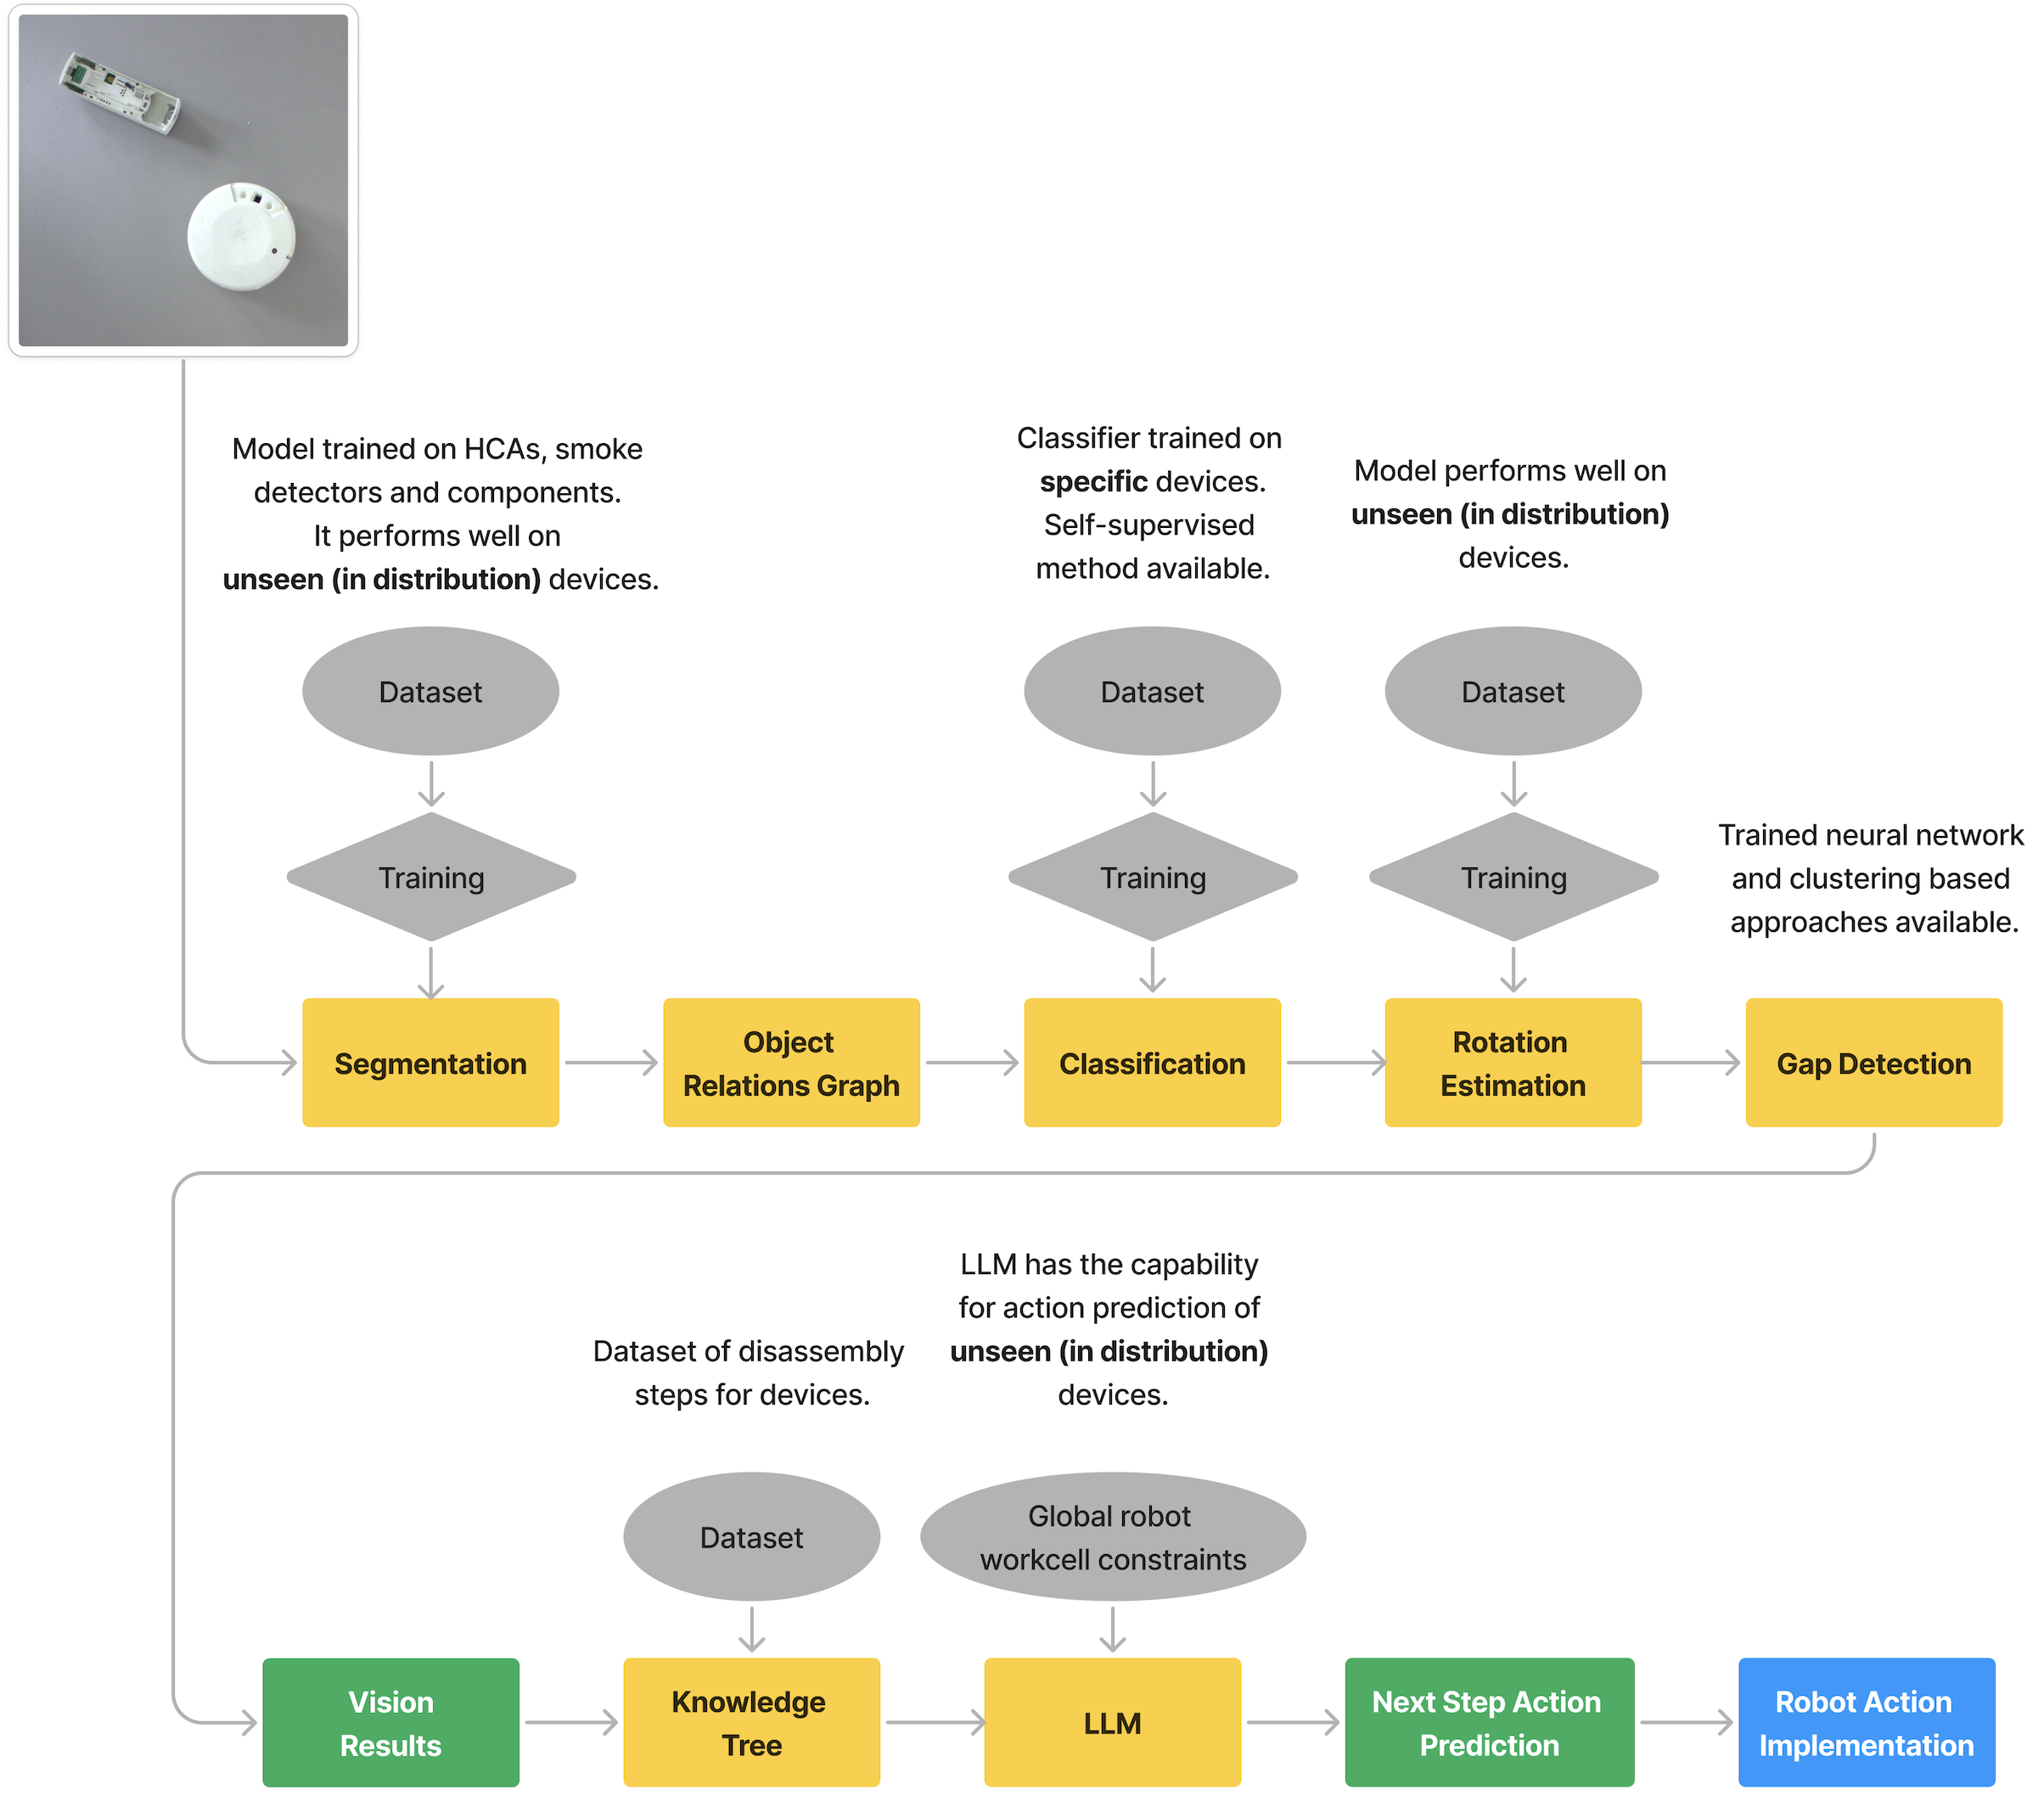 Model trained on HCAs, smoke
detectors and components.
It performs well on
unseen (in distribution) devices.
Classifier trained on
specific devices.
Self-supervised
method available.
Model performs well on
unseen (in distribution)
devices.
Dataset
Dataset
Dataset
Training
Training
Training
Trained neural network
and clustering based
approaches available.
Segmentation
Object
Relations Graph
Classification
Rotation
Estimation
Gap Detection
Dataset of disassembly
steps for devices.
LLM has the capability
for action prediction of
unseen (in distribution)
devices.
Dataset
Global robot
workcell constraints
Vision
Results
Knowledge
Tree
LLM
Next Step Action
Prediction
Robot Action
Implementation